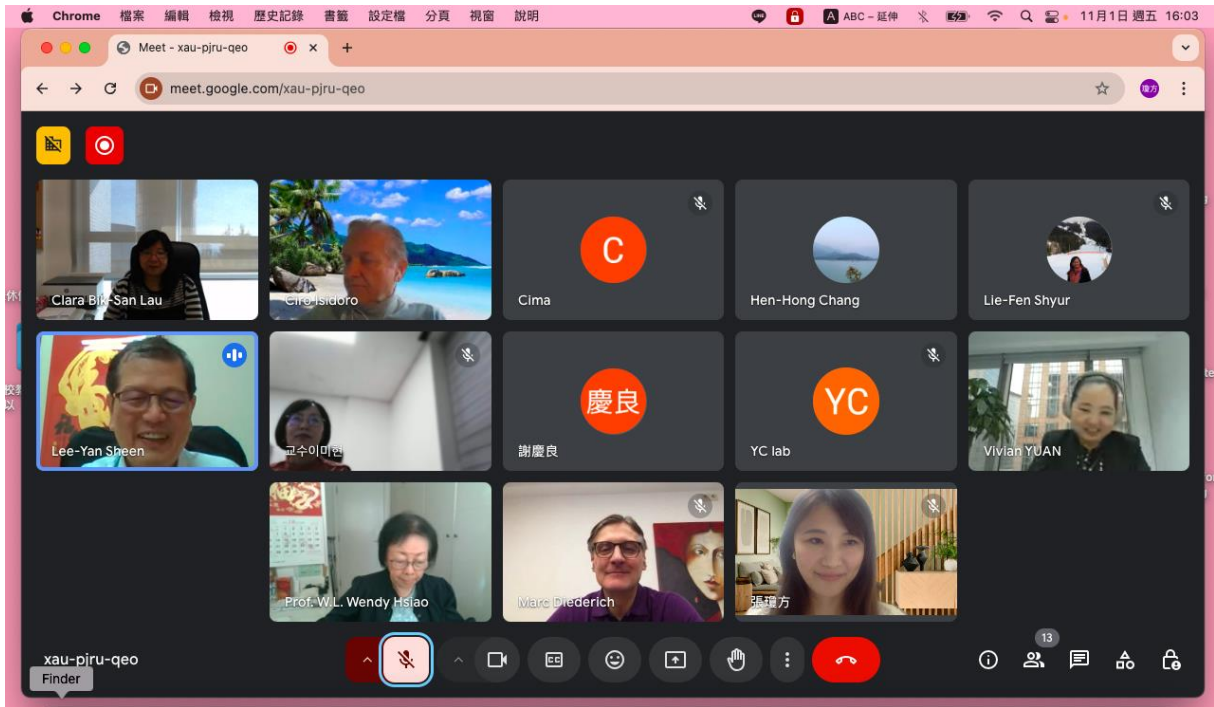 Chrome 檔案 編輯 檢視 歷史記錄 書籤 設定檔 分頁 視窗 說明 LINE A ABC – 延伸 11月1日 週五 16:03
Meet - xau-pjru-qeo
meet.google.com/xau-pjru-qeo 瓊方
Clara Bik-San Lau
Ciro Isidoro
C
Cima
Hen-Hong Chang
Lie-Fen Shyur
Lee-Yan Sheen
교수이미현
慶良
謝慶良
YC
YC lab
Vivian YUAN
Prof. W.L. Wendy Hsiao
Marc Diederich
張瓊方
xau-pjru-qeo
CC
13
Finder